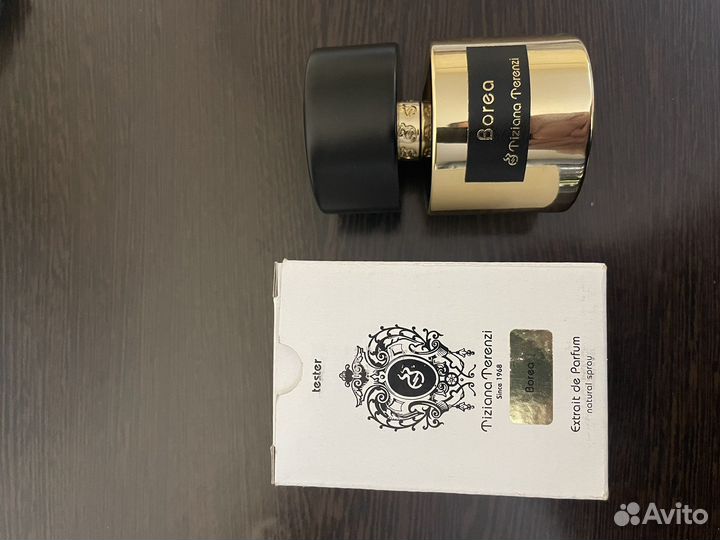 Borea
Tiziana Terenzi
tester
Tiziana Terenzi
Since 1968
Borea
Extrait de Parfum
natural spray
Avito